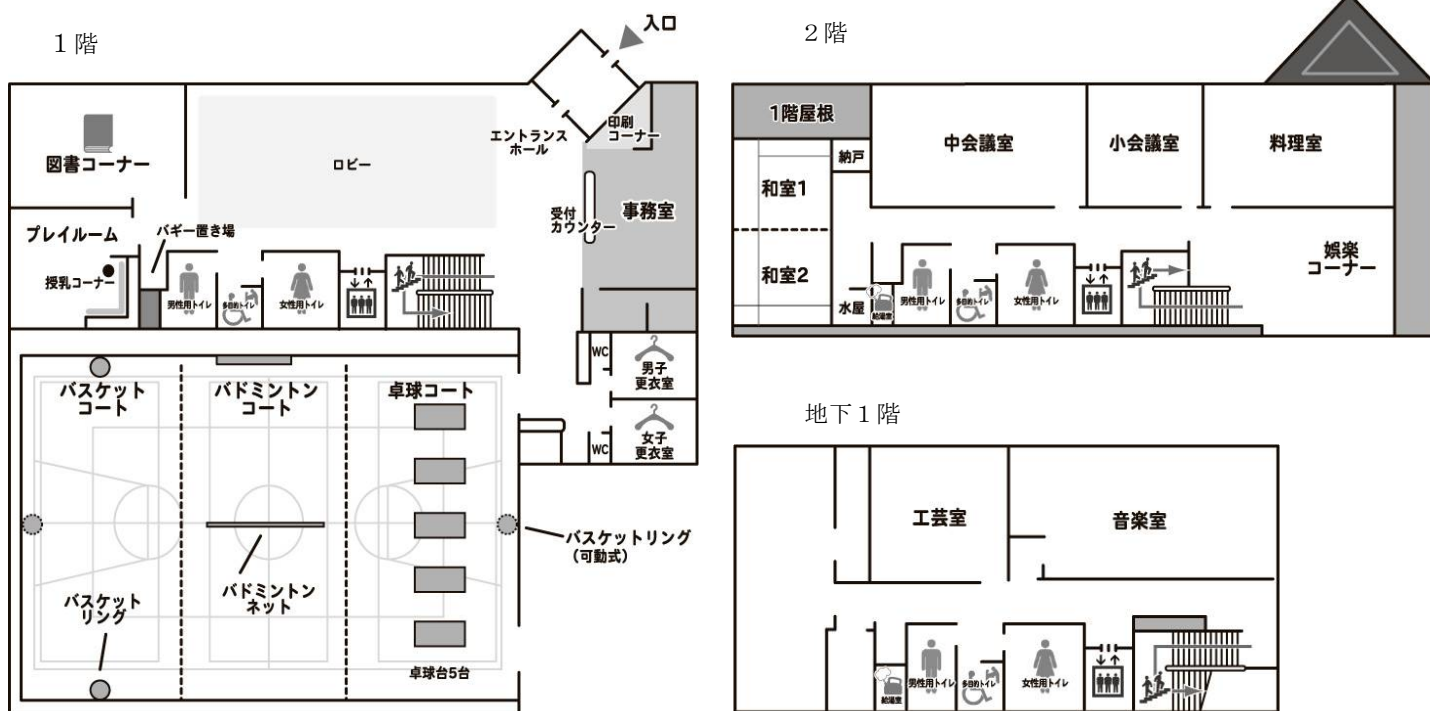 1階
入口
図書コーナー
ロビー
エントランス
ホール
印刷
コーナー
受付
カウンター
事務室
プレイルーム
バギー置き場
授乳コーナー
男性用トイレ
多目的トイレ
女性用トイレ
WC
男子
更衣室
WC
女子
更衣室
バスケット
コート
バドミントン
コート
卓球コート
バスケットリング
（可動式）
バドミントン
ネット
バスケット
リング
卓球台5台
2階
1階屋根
納戸
中会議室
小会議室
料理室
和室1
和室2
水屋
給湯室
男性用トイレ
多目的トイレ
女性用トイレ
娯楽
コーナー
地下1階
工芸室
音楽室
給湯室
男性用トイレ
多目的トイレ
女性用トイレ